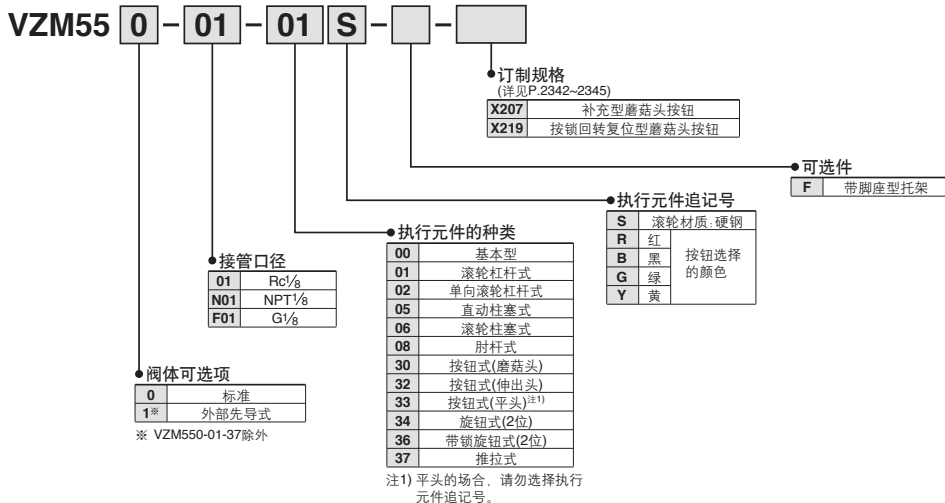 VZM55 0 - 01 - 01 S - -
订制规格
(详见P.2342~2345)
X207 补充型蘑菇头按钮
X219 按锁回转复位型蘑菇头按钮
可选件
F 带脚座型托架
执行元件追记号
S 滚轮材质:硬钢
R 红
B 黑
G 绿
Y 黄
按钮选择
的颜色
执行元件的种类
00 基本型
01 滚轮杠杆式
02 单向滚轮杠杆式
05 直动柱塞式
06 滚轮柱塞式
08 肘杆式
30 按钮式(蘑菇头)
32 按钮式(伸出头)
33 按钮式(平头)注1)
34 旋钮式(2位)
36 带锁旋钮式(2位)
37 推拉式
注1) 平头的场合,请勿选择执行
元件追记号。
接管口径
01 Rc1/8
N01 NPT1/8
F01 G1/8
阀体可选项
0 标准
1※ 外部先导式
※ VZM550-01-37除外